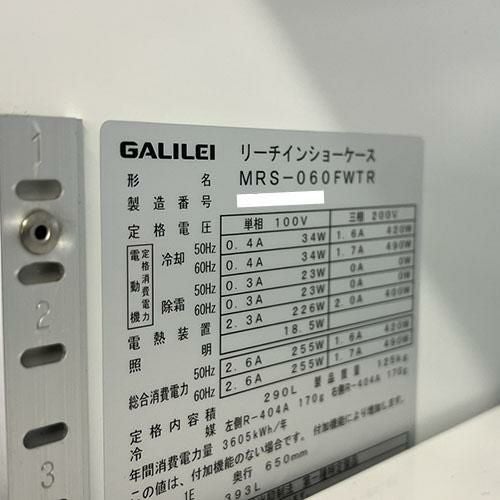 1
2
3
GALILEI リーチインショーケース
形 名 MRS-060FWTR
製造番号
定格電圧 単相 100V 三相 200V
電動機 定格消費電力
冷却 50Hz 0.4A 34W 1.6A 420W
60Hz 0.4A 34W 1.7A 490W
除霜 50Hz 0.3A 23W 0A 0W
60Hz 0.3A 23W 0A 0W
電熱装置 2.3A 226W 2.0A 400W
照 明 18.5W
総合消費電力 50Hz 2.6A 255W 1.6A 420W
60Hz 2.6A 255W 1.7A 490W
定格内容積 290L 製品質量 125kg
冷 媒 左側R-404A 170g 右側R-404A 170g
年間消費電力量 3605kWh/年
この値は、付加機能のない場合です。付加機能により増加します。
奥行 650mm
393L